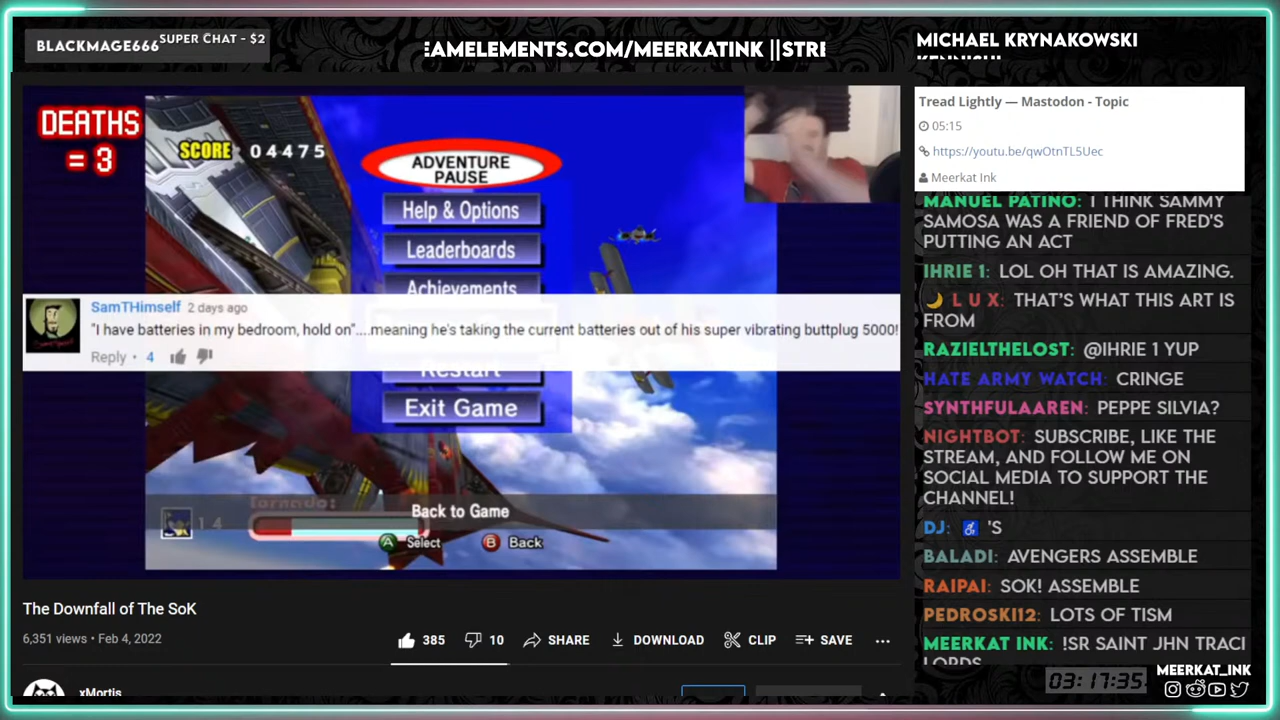 BLACKMAGE666
SUPER CHAT - $2
EAMELEMENTS.COM/MEERKATINK ||STRE
MICHAEL KRYNAKOWSKI
DEATHS
= 3
SCORE 04475
ADVENTURE
PAUSE
Help & Options
Leaderboards
Achievements
SamTHimself 2 days ago
"I have batteries in my bedroom, hold on"....meaning he's taking the current batteries out of his super vibrating buttplug 5000!
Reply • 4
Restart
Exit Game
Tornado:
14
Back to Game
A Select B Back
The Downfall of The SoK
6,351 views • Feb 4, 2022
385 10 SHARE DOWNLOAD CLIP SAVE ...
xMortis
Tread Lightly — Mastodon - Topic
05:15
https://youtu.be/qwOtnTL5Uec
Meerkat Ink
MANUEL PATINO: I THINK SAMMY
SAMOSA WAS A FRIEND OF FRED'S
PUTTING AN ACT
IHRIE 1: LOL OH THAT IS AMAZING.
🌙 L U X: THAT'S WHAT THIS ART IS
FROM
RAZIELTHELOST: @IHRIE 1 YUP
HATE ARMY WATCH: CRINGE
SYNTHFULAAREN: PEPPE SILVIA?
NIGHTBOT: SUBSCRIBE, LIKE THE
STREAM, AND FOLLOW ME ON
SOCIAL MEDIA TO SUPPORT THE
CHANNEL!
DJ: ♿ 'S
BALADI: AVENGERS ASSEMBLE
RAIPAI: SOK! ASSEMBLE
PEDROSKI12: LOTS OF TISM
MEERKAT INK: !SR SAINT JHN TRACI
LORDS
03:17:35
MEERKAT_INK